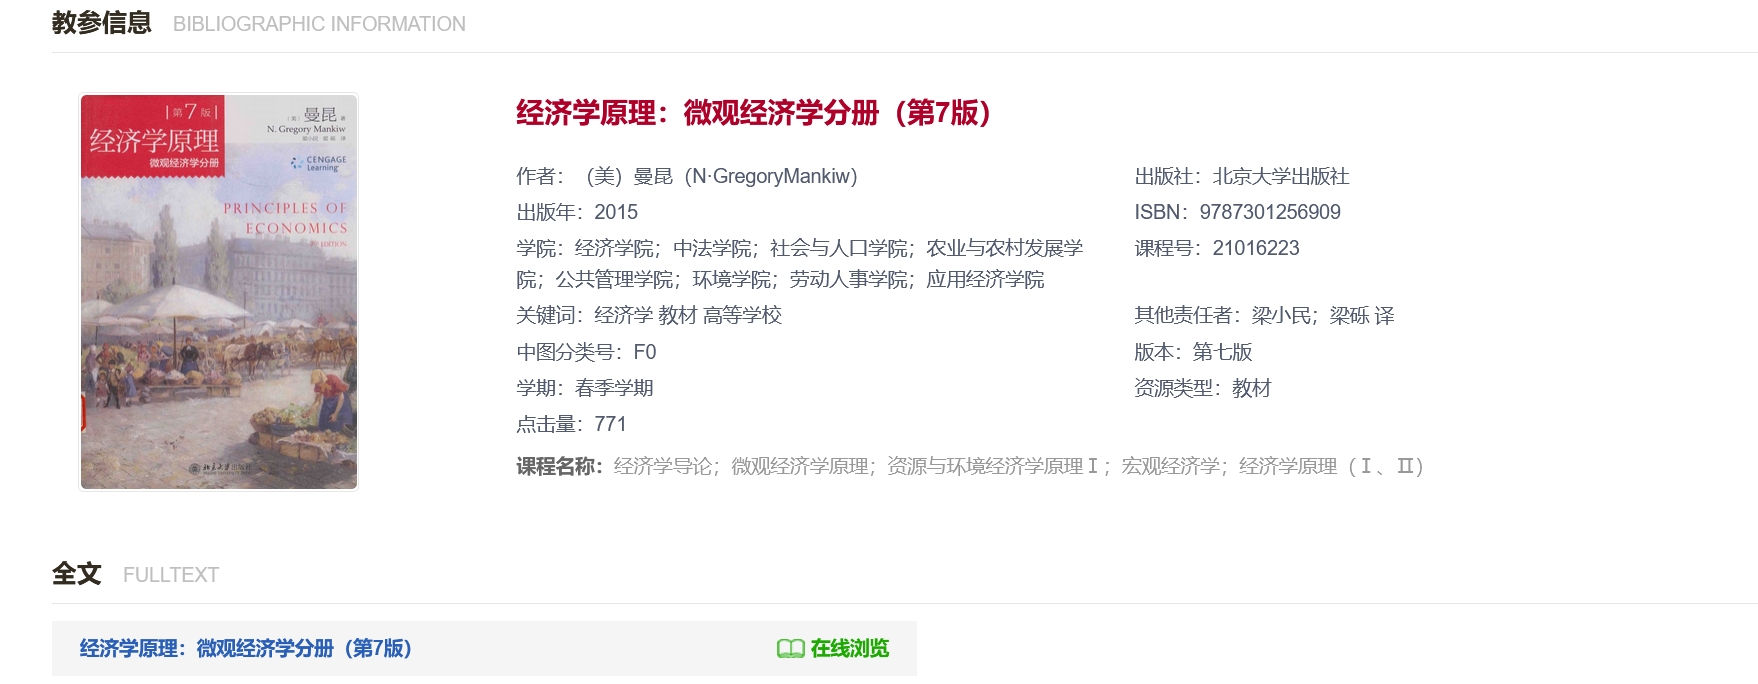 教参信息 BIBLIOGRAPHIC INFORMATION
第7版
经济学原理
微观经济学分册
(美) 曼昆 著
N. Gregory Mankiw
梁小民 梁砾 译
CENGAGE
Learning
PRINCIPLES OF
ECONOMICS
EDITION
北京大学出版社
经济学原理：微观经济学分册（第7版）
作者：（美）曼昆（N·GregoryMankiw）
出版社：北京大学出版社
出版年：2015
ISBN：9787301256909
学院：经济学院；中法学院；社会与人口学院；农业与农村发展学
院；公共管理学院；环境学院；劳动人事学院；应用经济学院
课程号：21016223
关键词：经济学 教材 高等学校
其他责任者：梁小民；梁砾 译
中图分类号：F0
版本：第七版
学期：春季学期
资源类型：教材
点击量：771
课程名称：经济学导论；微观经济学原理；资源与环境经济学原理Ⅰ；宏观经济学；经济学原理（Ⅰ、Ⅱ）
全文 FULLTEXT
经济学原理：微观经济学分册（第7版）
在线浏览